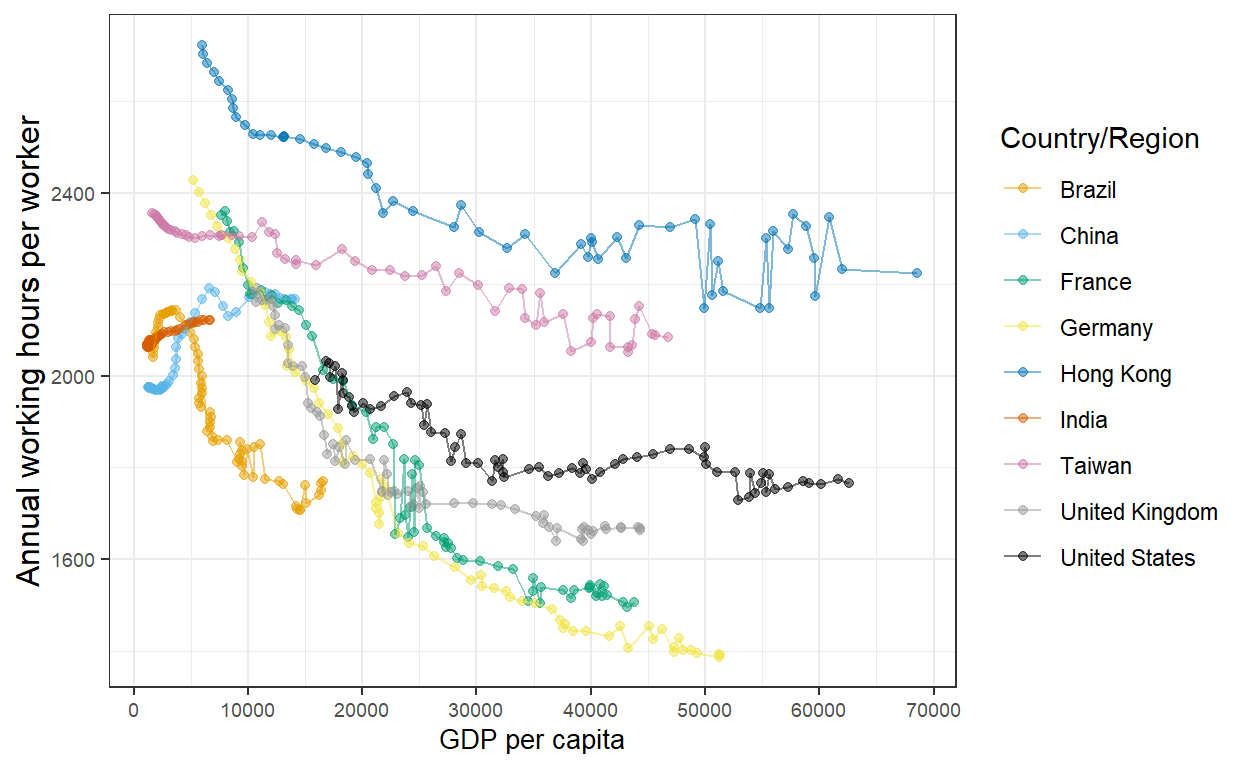 Annual working hours per worker
2400
2000
1600
0 10000 20000 30000 40000 50000 60000 70000
GDP per capita
Country/Region
Brazil
China
France
Germany
Hong Kong
India
Taiwan
United Kingdom
United States